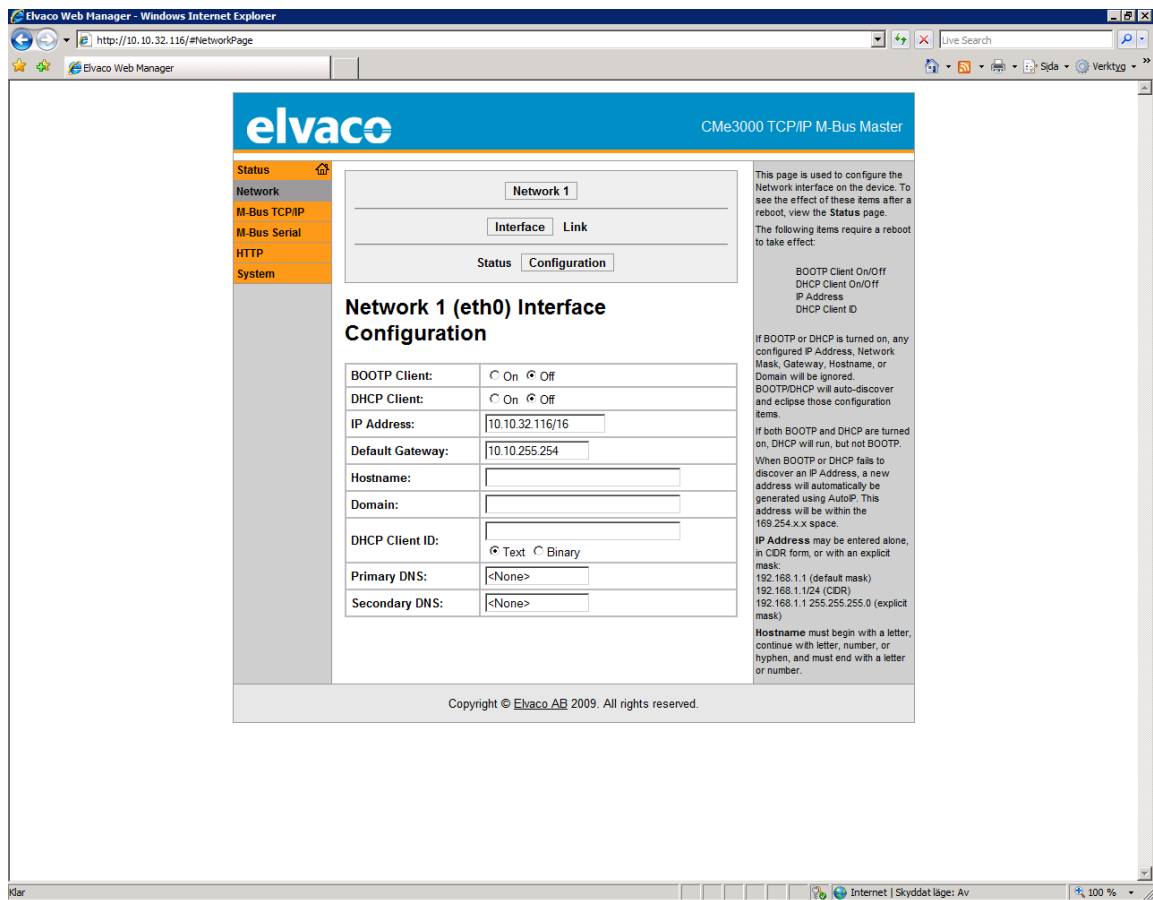 Elvaco Web Manager - Windows Internet Explorer
http://10.10.32.116/#NetworkPage
Live Search
Elvaco Web Manager
Sida
Verktyg
elvaco
CMe3000 TCP/IP M-Bus Master
Status
Network
M-Bus TCP/IP
M-Bus Serial
HTTP
System
Network 1
Interface Link
Status Configuration
Network 1 (eth0) Interface
Configuration
BOOTP Client: On Off
DHCP Client: On Off
IP Address: 10.10.32.116/16
Default Gateway: 10.10.255.254
Hostname:
Domain:
DHCP Client ID:
Text Binary
Primary DNS: <None>
Secondary DNS: <None>
This page is used to configure the
Network interface on the device. To
see the effect of these items after a
reboot, view the Status page.
The following items require a reboot
to take effect:
BOOTP Client On/Off
DHCP Client On/Off
IP Address
DHCP Client ID
If BOOTP or DHCP is turned on, any
configured IP Address, Network
Mask, Gateway, Hostname, or
Domain will be ignored.
BOOTP/DHCP will auto-discover
and eclipse those configuration
items.
If both BOOTP and DHCP are turned
on, DHCP will run, but not BOOTP.
When BOOTP or DHCP fails to
discover an IP Address, a new
address will automatically be
generated using AutoIP. This
address will be within the
169.254.x.x space.
IP Address may be entered alone,
in CIDR form, or with an explicit
mask:
192.168.1.1 (default mask)
192.168.1.1/24 (CIDR)
192.168.1.1 255.255.255.0 (explicit
mask)
Hostname must begin with a letter,
continue with letter, number, or
hyphen, and must end with a letter
or number.
Copyright © Elvaco AB 2009. All rights reserved.
Klar
Internet | Skyddat läge: Av
100 %